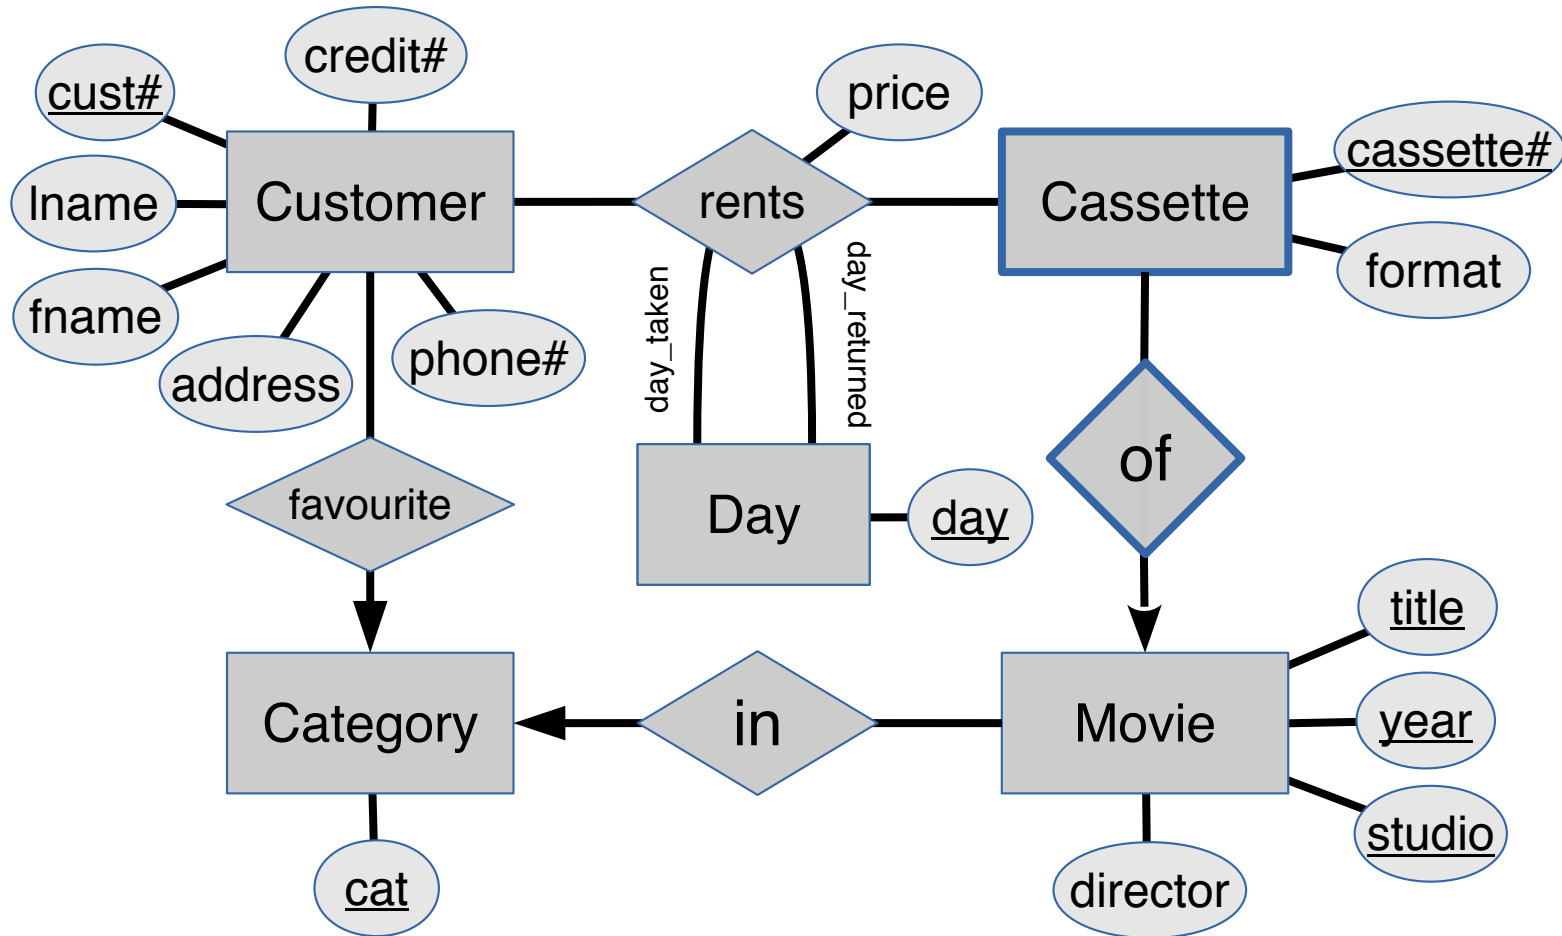 credit#
cust#
price
cassette#
lname
Customer
rents
Cassette
format
fname
address
phone#
day_taken
day_returned
favourite
of
Day
day
title
Category
in
Movie
year
studio
cat
director